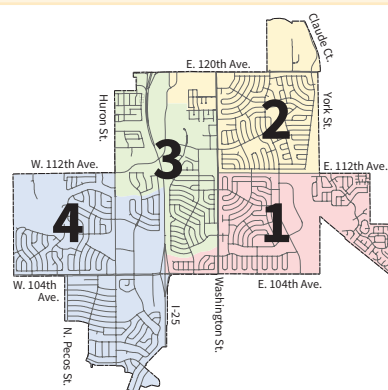 Claude Ct.
E. 120th Ave.
Huron St.
York St.
2
3
W. 112th Ave.
E. 112th Ave.
4
1
W. 104th
Ave.
E. 104th Ave.
I-25
Washington St.
N. Pecos St.